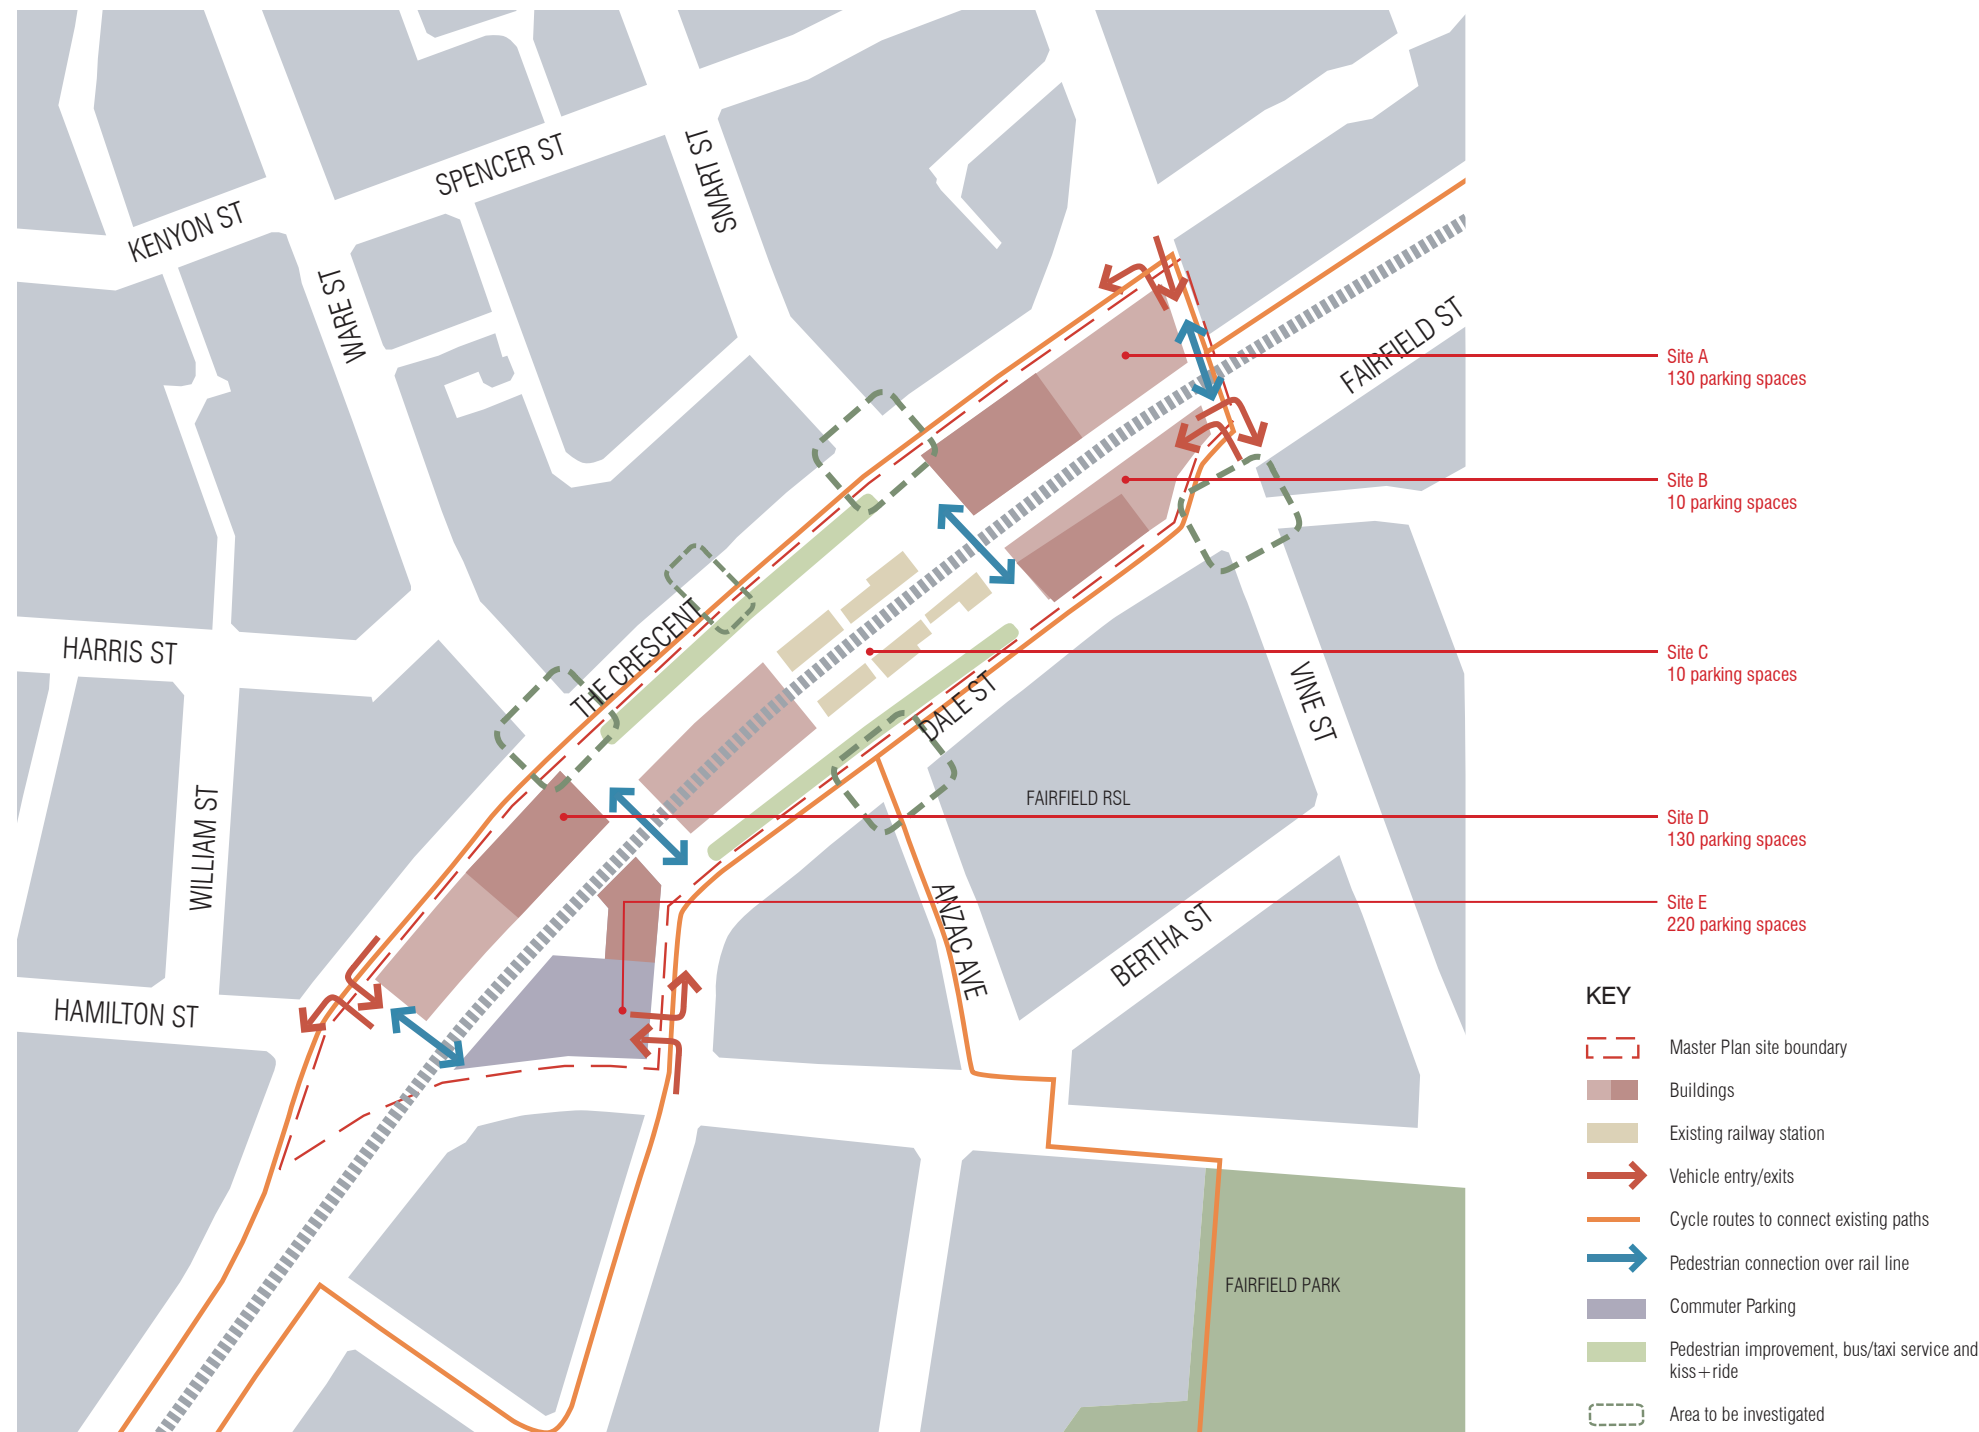 SPENCER ST
SMART ST
KENYON ST
WARE ST
FAIRFIELD ST
Site A
130 parking spaces
Site B
10 parking spaces
THE CRESCENT
HARRIS ST
Site C
10 parking spaces
VINE ST
DALE ST
FAIRFIELD RSL
Site D
130 parking spaces
WILLIAM ST
ANZAC AVE
BERTHA ST
Site E
220 parking spaces
HAMILTON ST
FAIRFIELD PARK
KEY
Master Plan site boundary
Buildings
Existing railway station
Vehicle entry/exits
Cycle routes to connect existing paths
Pedestrian connection over rail line
Commuter Parking
Pedestrian improvement, bus/taxi service and
kiss+ride
Area to be investigated